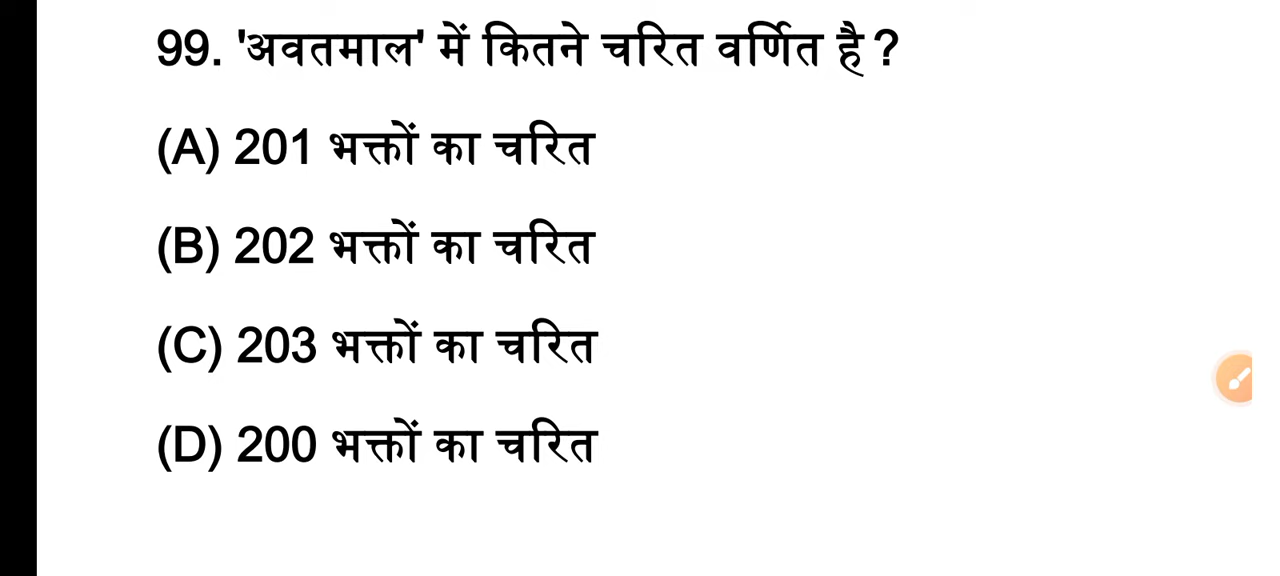 99. 'अवतमाल' में कितने चरित वर्णित है ?
(A) 201 भक्तों का चरित
(B) 202 भक्तों का चरित
(C) 203 भक्तों का चरित
(D) 200 भक्तों का चरित